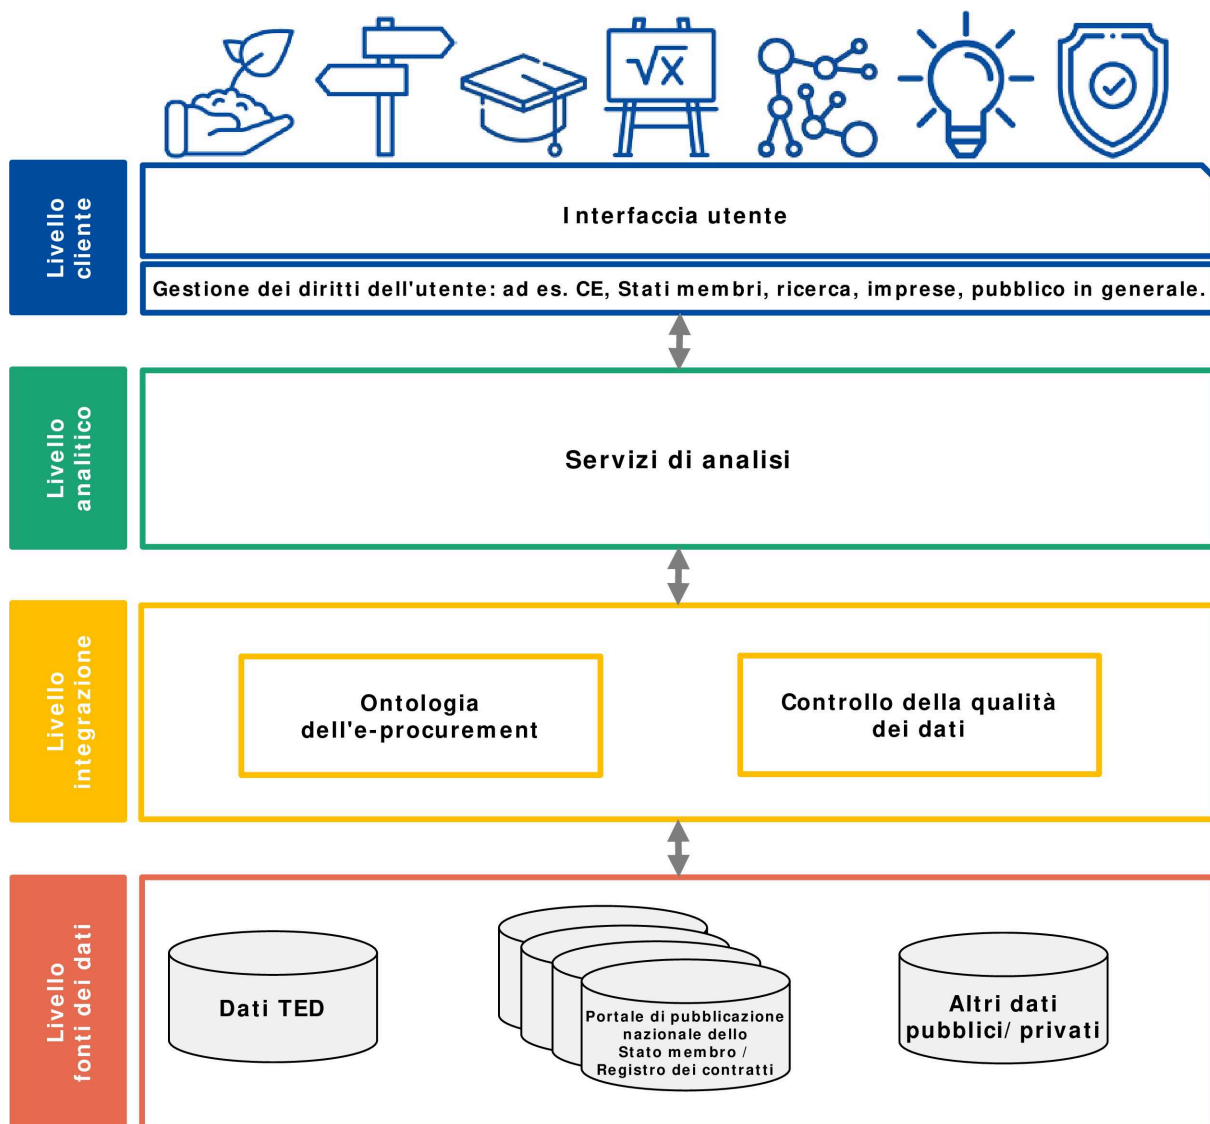 √x
Livello
cliente
Interfaccia utente
Gestione dei diritti dell'utente: ad es. CE, Stati membri, ricerca, imprese, pubblico in generale.
Livello
analitico
Servizi di analisi
Livello
integrazione
Ontologia
dell'e-procurement
Controllo della qualità
dei dati
Livello
fonti dei dati
Dati TED
Portale di pubblicazione
nazionale dello
Stato membro /
Registro dei contratti
Altri dati
pubblici/ privati